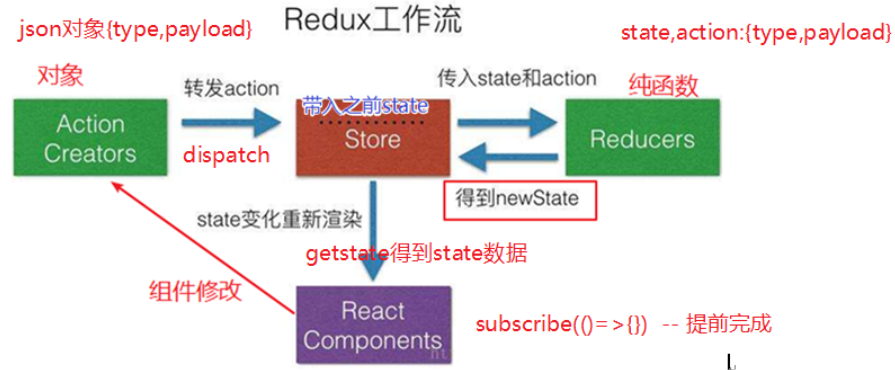 Redux工作流
json对象{type,payload}
state,action:{type,payload}
对象
转发action
带入之前state
传入state和action
纯函数
Action
Creators
dispatch
Store
Reducers
得到newState
state变化重新渲染
getstate得到state数据
组件修改
React
Components
subscribe(()=>{}) -- 提前完成